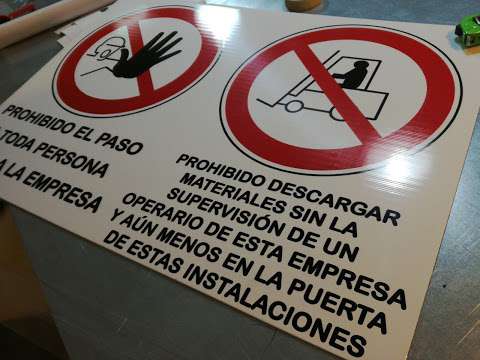 PROHIBIDO EL PASO
TODA PERSONA
A LA EMPRESA
PROHIBIDO DESCARGAR
MATERIALES SIN LA
SUPERVISIÓN DE UN
OPERARIO DE ESTA EMPRESA
Y AÚN MENOS EN LA PUERTA
DE ESTAS INSTALACIONES